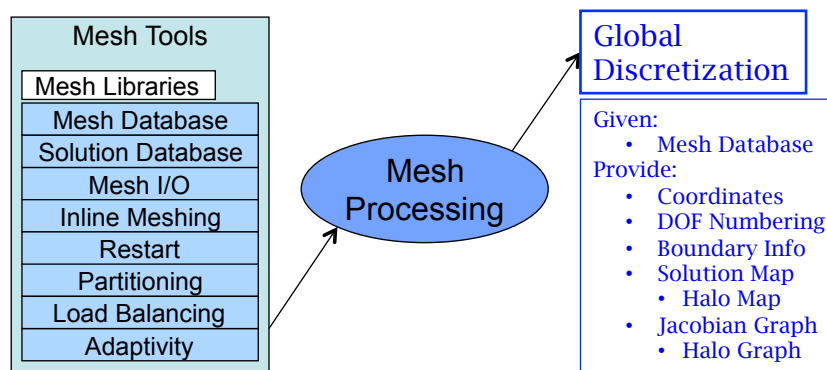 Mesh Tools
Mesh Libraries
Mesh Database
Solution Database
Mesh I/O
Inline Meshing
Restart
Partitioning
Load Balancing
Adaptivity
Mesh
Processing
Global
Discretization
Given:
• Mesh Database
Provide:
• Coordinates
• DOF Numbering
• Boundary Info
• Solution Map
• Halo Map
• Jacobian Graph
• Halo Graph